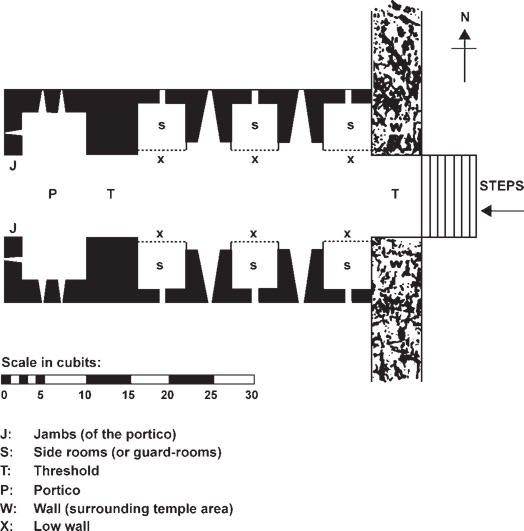 N
s s s W
x x x
J
P T T STEPS
J
x x x
s s s W
Scale in cubits:
0 5 10 15 20 25 30
J: Jambs (of the portico)
S: Side rooms (or guard-rooms)
T: Threshold
P: Portico
W: Wall (surrounding temple area)
X: Low wall